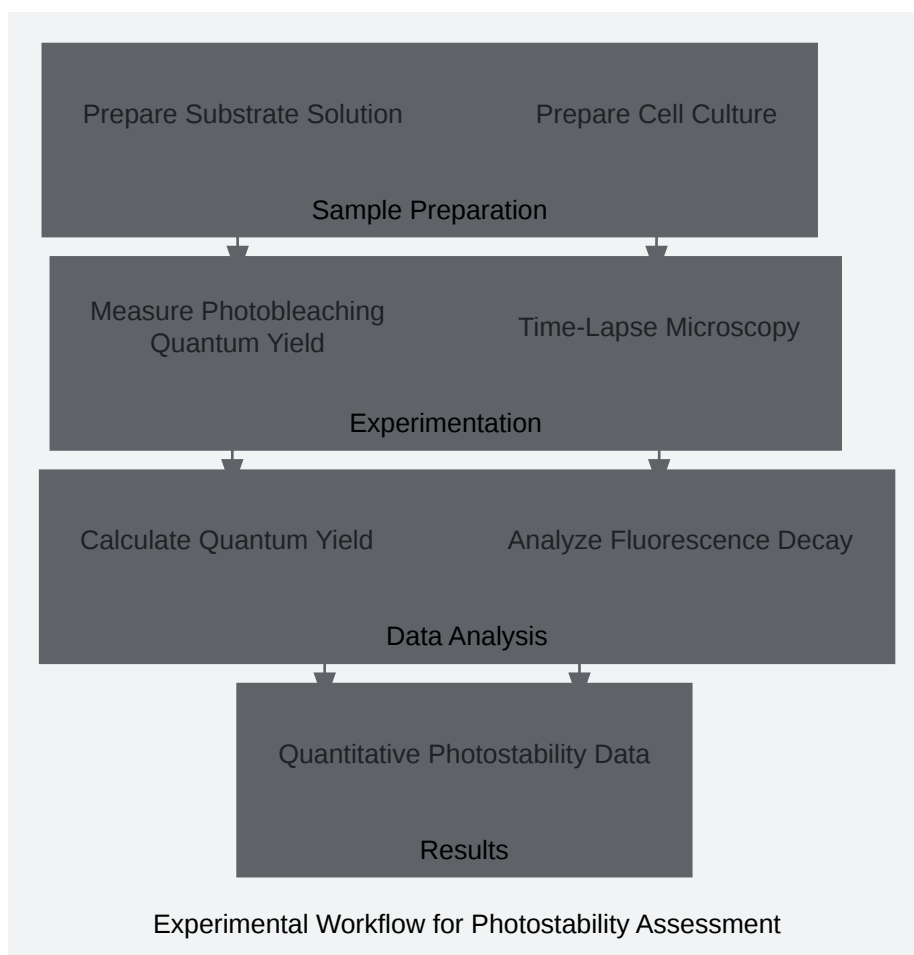 Prepare Substrate Solution
Prepare Cell Culture
Sample Preparation
Measure Photobleaching
Quantum Yield
Time-Lapse Microscopy
Experimentation
Calculate Quantum Yield
Analyze Fluorescence Decay
Data Analysis
Quantitative Photostability Data
Results
Experimental Workflow for Photostability Assessment